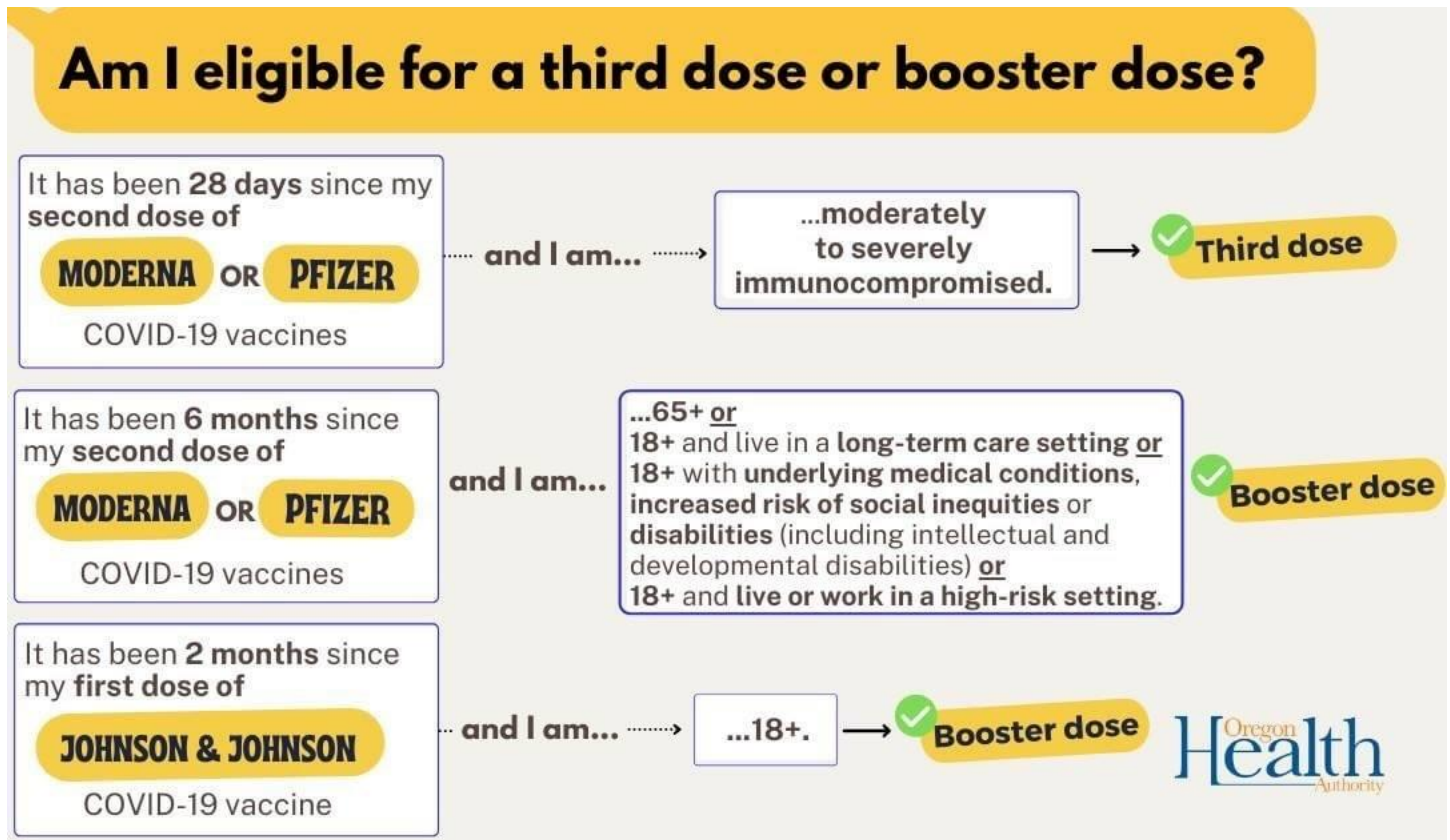 Am I eligible for a third dose or booster dose?
It has been 28 days since my
second dose of
MODERNA OR PFIZER
COVID-19 vaccines
and I am...
...moderately
to severely
immunocompromised.
Third dose
It has been 6 months since
my second dose of
MODERNA OR PFIZER
COVID-19 vaccines
and I am...
...65+ or
18+ and live in a long-term care setting or
18+ with underlying medical conditions,
increased risk of social inequities or
disabilities (including intellectual and
developmental disabilities) or
18+ and live or work in a high-risk setting.
Booster dose
It has been 2 months since
my first dose of
JOHNSON & JOHNSON
COVID-19 vaccine
and I am...
...18+.
Booster dose
Oregon
Health
Authority